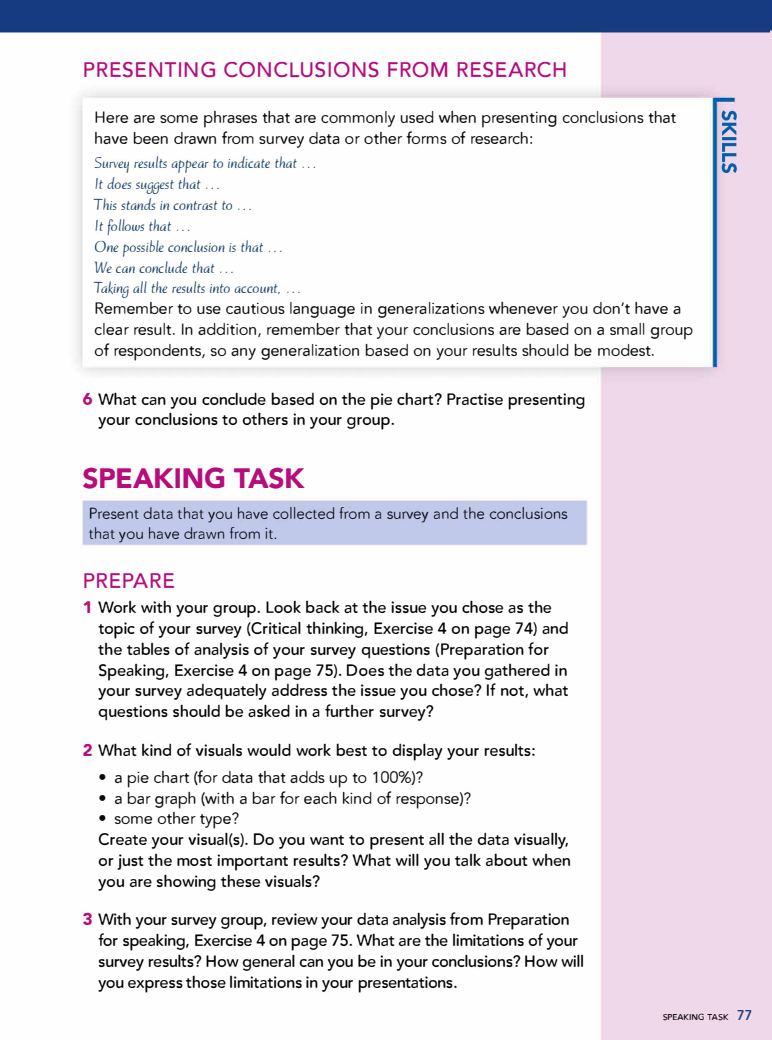 PRESENTING CONCLUSIONS FROM RESEARCH
Here are some phrases that are commonly used when presenting conclusions that
have been drawn from survey data or other forms of research:
Survey results appear to indicate that ...
It does suggest that ...
This stands in contrast to ...
It follows that ...
One possible conclusion is that ...
We can conclude that ...
Taking all the results into account, ...
Remember to use cautious language in generalizations whenever you don't have a
clear result. In addition, remember that your conclusions are based on a small group
of respondents, so any generalization based on your results should be modest.
SKILLS
6 What can you conclude based on the pie chart? Practise presenting
your conclusions to others in your group.
SPEAKING TASK
Present data that you have collected from a survey and the conclusions
that you have drawn from it.
PREPARE
1 Work with your group. Look back at the issue you chose as the
topic of your survey (Critical thinking, Exercise 4 on page 74) and
the tables of analysis of your survey questions (Preparation for
Speaking, Exercise 4 on page 75). Does the data you gathered in
your survey adequately address the issue you chose? If not, what
questions should be asked in a further survey?
2 What kind of visuals would work best to display your results:
• a pie chart (for data that adds up to 100%)?
• a bar graph (with a bar for each kind of response)?
• some other type?
Create your visual(s). Do you want to present all the data visually,
or just the most important results? What will you talk about when
you are showing these visuals?
3 With your survey group, review your data analysis from Preparation
for speaking, Exercise 4 on page 75. What are the limitations of your
survey results? How general can you be in your conclusions? How will
you express those limitations in your presentations.
SPEAKING TASK 77